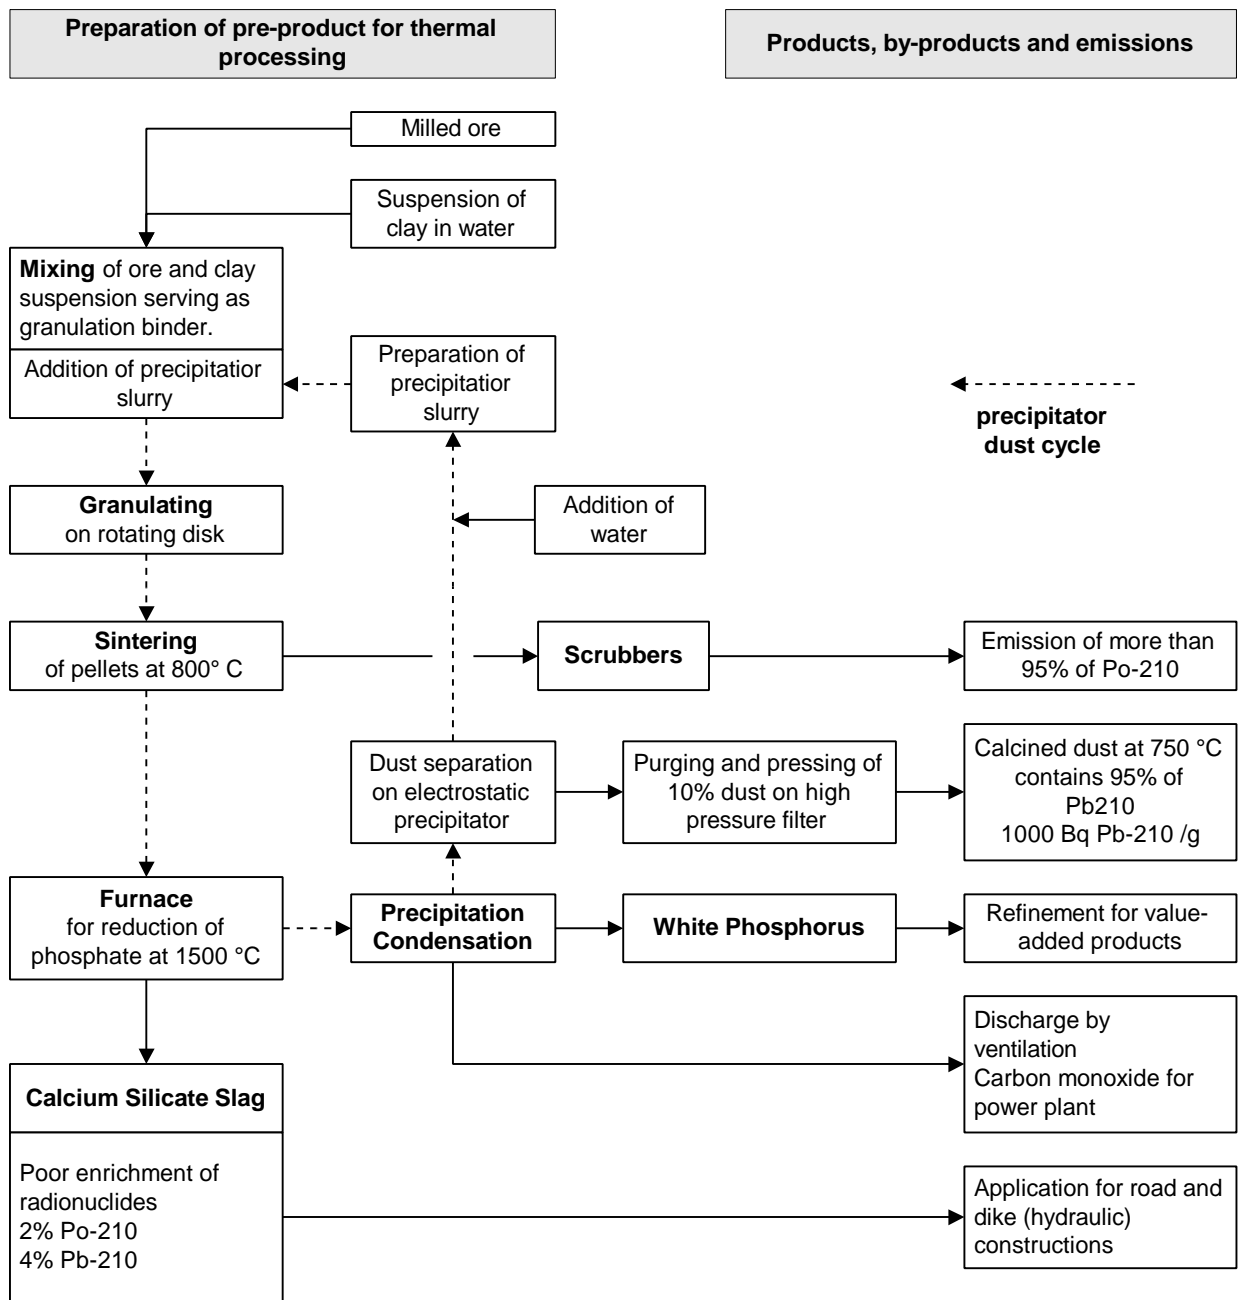 Preparation of pre-product for thermal
processing
Products, by-products and emissions
Milled ore
Suspension of
clay in water
Mixing of ore and clay
suspension serving as
granulation binder.
Addition of precipitatior
slurry
Preparation of
precipitatior
slurry
precipitator
dust cycle
Granulating
on rotating disk
Addition of
water
Sintering
of pellets at 800° C
Scrubbers
Emission of more than
95% of Po-210
Dust separation
on electrostatic
precipitator
Purging and pressing of
10% dust on high
pressure filter
Calcined dust at 750 °C
contains 95% of
Pb210
1000 Bq Pb-210 /g
Furnace
for reduction of
phosphate at 1500 °C
Precipitation
Condensation
White Phosphorus
Refinement for value-
added products
Discharge by
ventilation
Carbon monoxide for
power plant
Calcium Silicate Slag
Poor enrichment of
radionuclides
2% Po-210
4% Pb-210
Application for road and
dike (hydraulic)
constructions